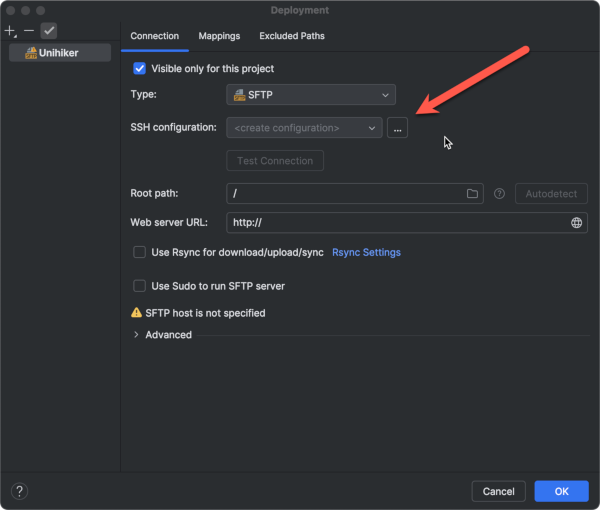 Deployment
Unihiker
Connection Mappings Excluded Paths
Visible only for this project
Type: SFTP
SSH configuration: <create configuration> ...
Test Connection
Root path: / ? Autodetect
Web server URL: http://
Use Rsync for download/upload/sync Rsync Settings
Use Sudo to run SFTP server
SFTP host is not specified
Advanced
? Cancel OK